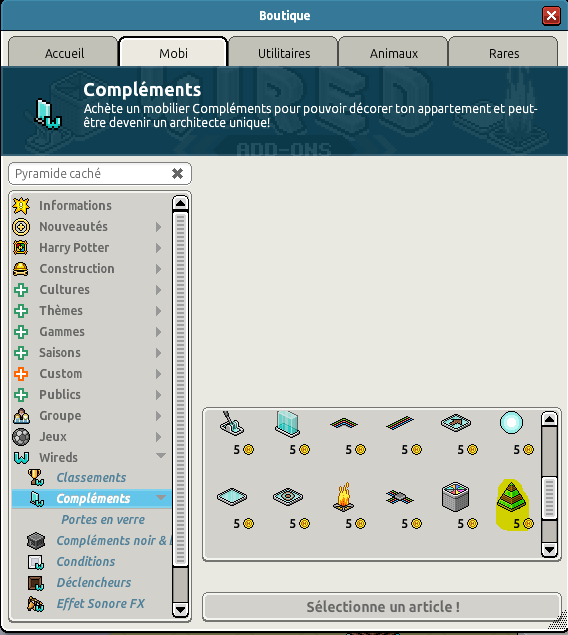 Boutique
Accueil
Mobi
Utilitaires
Animaux
Rares
WIRED
ADD-ONS
Compléments
Achète un mobilier Compléments pour pouvoir décorer ton appartement et peut-
être devenir un architecte unique!
Pyramide caché
Informations
Nouveautés
Harry Potter
Construction
Cultures
Thèmes
Gammes
Saisons
Custom
Publics
Groupe
Jeux
Wireds
Classements
Compléments
Portes en verre
Compléments noir &
Conditions
Déclencheurs
Effet Sonore FX
5 5 5 5 5 5
5 5 5 5 5 5
Sélectionne un article !